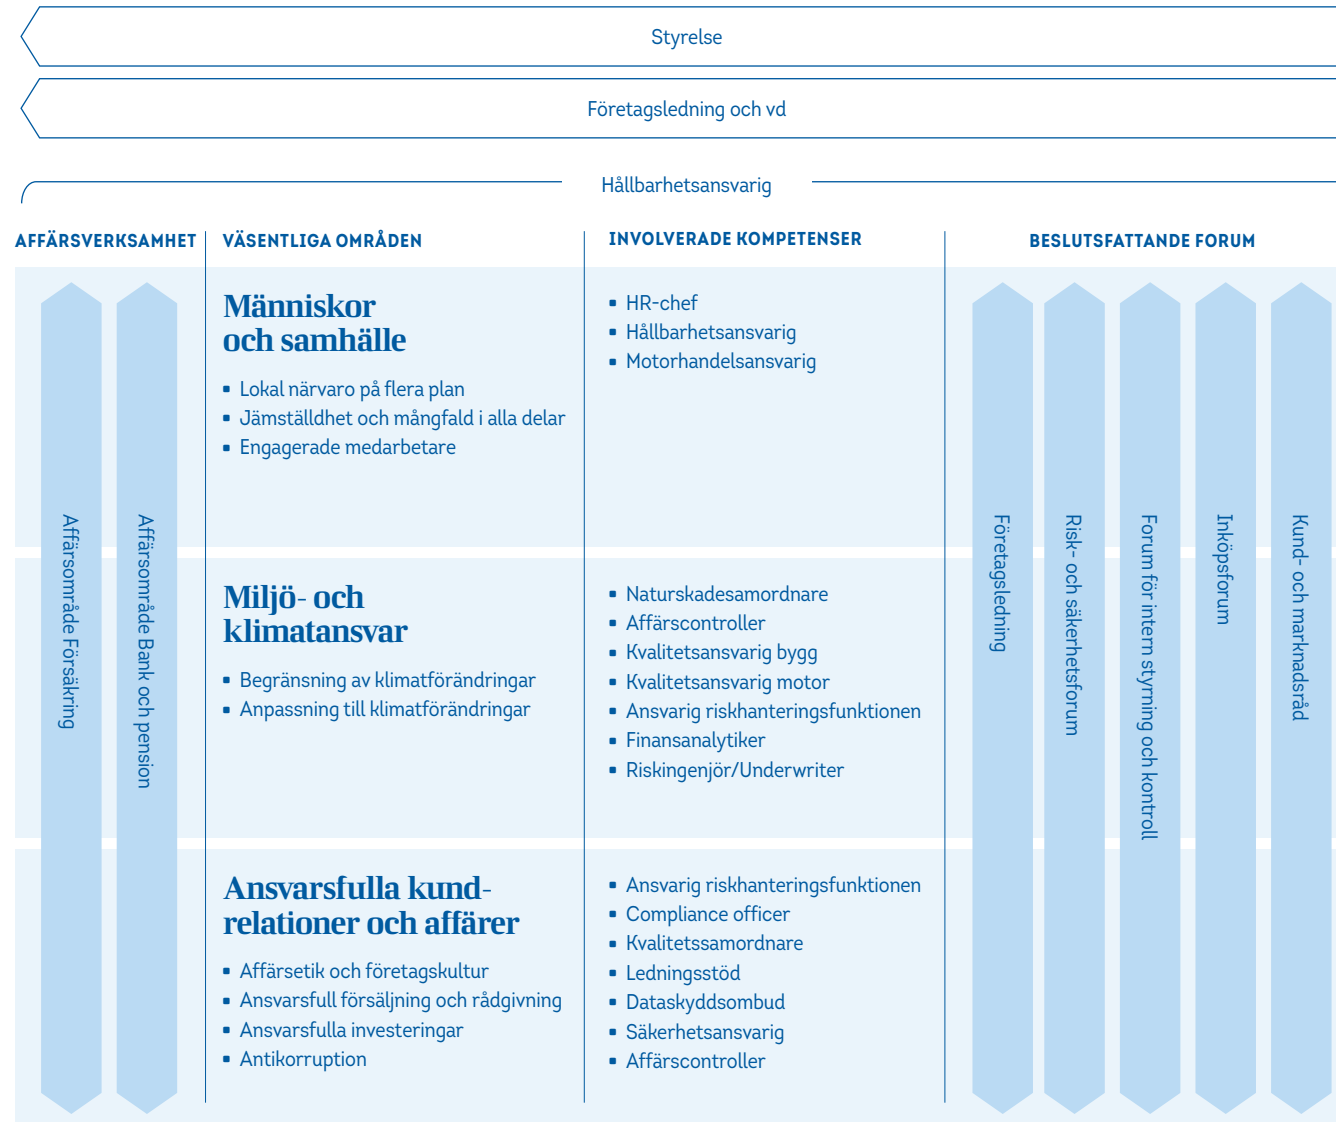 Styrelse
Företagsledning och vd
Hållbarhetsansvarig
AFFÄRSVERKSAMHET
VÄSENTLIGA OMRÅDEN
INVOLVERADE KOMPETENSER
BESLUTSFATTANDE FORUM
Affärsområde Försäkring
Affärsområde Bank och pension
Människor
och samhälle
▪ Lokal närvaro på flera plan
▪ Jämställdhet och mångfald i alla delar
▪ Engagerade medarbetare
▪ HR-chef
▪ Hållbarhetsansvarig
▪ Motorhandelsansvarig
Miljö- och
klimatansvar
▪ Begränsning av klimatförändringar
▪ Anpassning till klimatförändringar
▪ Naturskadesamordnare
▪ Affärscontroller
▪ Kvalitetsansvarig bygg
▪ Kvalitetsansvarig motor
▪ Ansvarig riskhanteringsfunktionen
▪ Finansanalytiker
▪ Riskingenjör/Underwriter
Ansvarsfulla kund-
relationer och affärer
▪ Affärsetik och företagskultur
▪ Ansvarsfull försäljning och rådgivning
▪ Ansvarsfulla investeringar
▪ Antikorruption
▪ Ansvarig riskhanteringsfunktionen
▪ Compliance officer
▪ Kvalitetssamordnare
▪ Ledningsstöd
▪ Dataskyddsombud
▪ Säkerhetsansvarig
▪ Affärscontroller
Företagsledning
Risk- och säkerhetsforum
Forum för intern styrning och kontroll
Inköpsforum
Kund- och marknadsråd